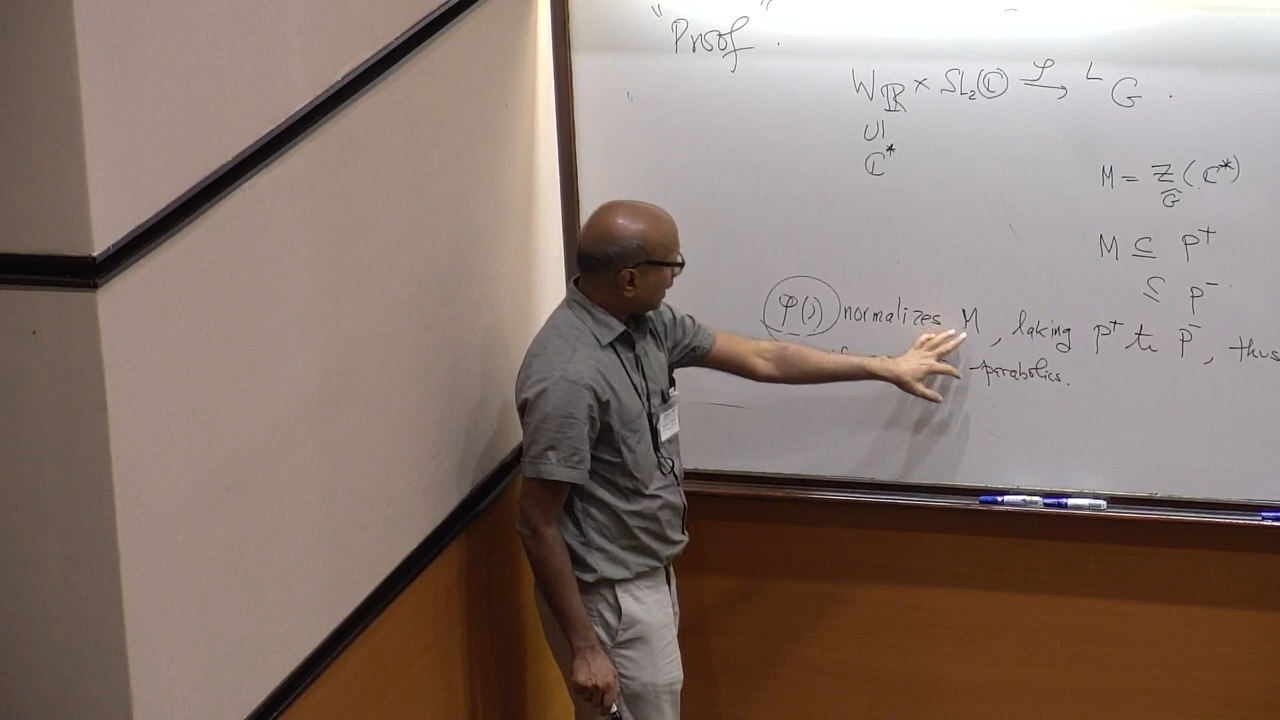 "Proof".
W_ℝ × SL₂(ℂ) —φ→ ᴸG.
∪|
ℂ*
M = Z_Ĝ(ℂ*)
M ⊆ P⁺
⊆ P⁻
φ(j) normalizes M, taking P⁺ to P⁻, thus
parabolics.